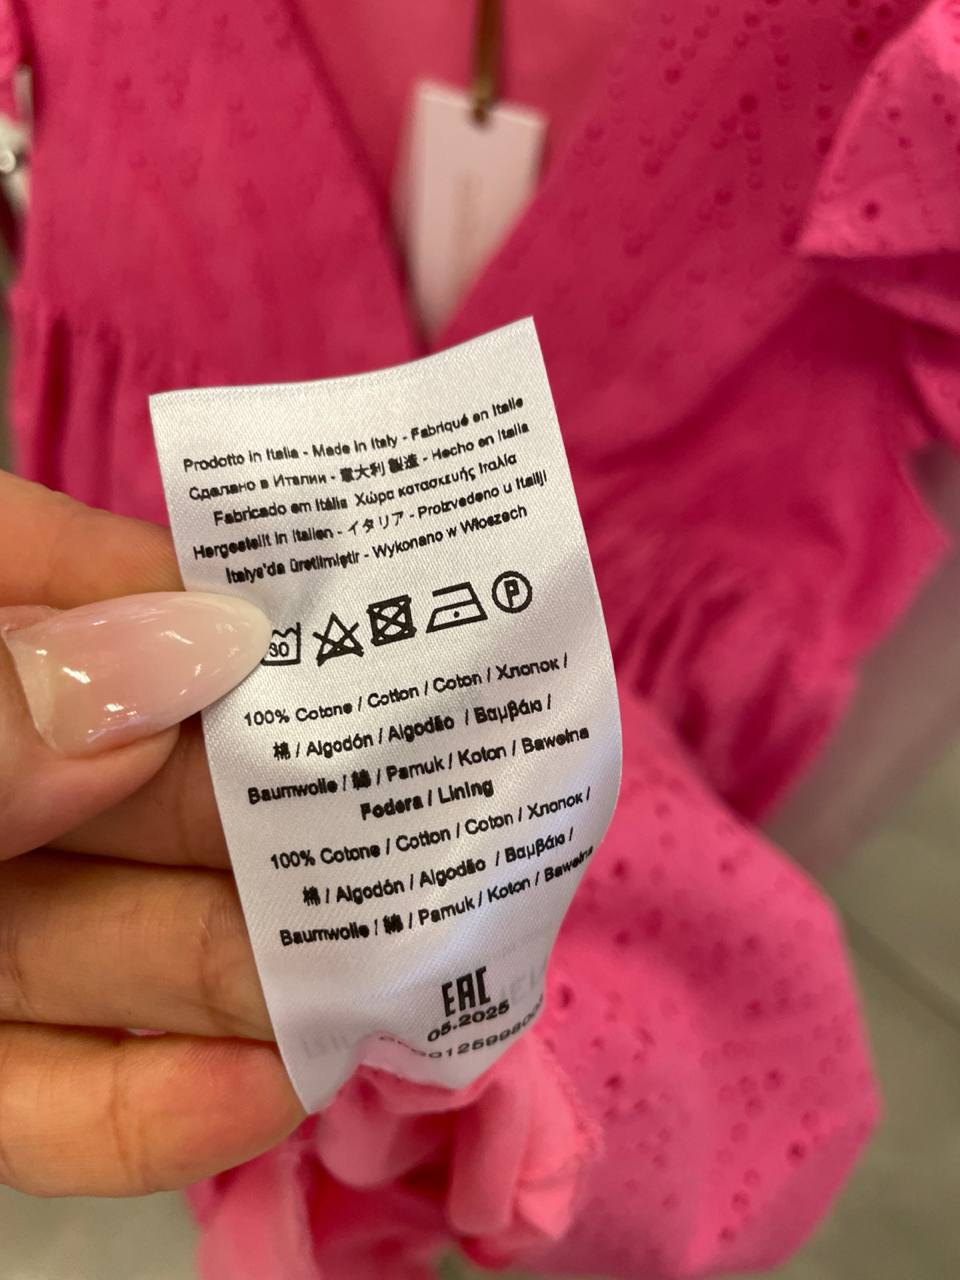 Prodotto in Italia - Made in Italy - Fabriqué en Italie
Сделано в Италии - 意大利 製造 - Hecho en Italia
Fabricado em Itália Χώρα κατασκευής Ιταλία
Hergestellt in Italien - イタリア - Proizvedeno u Italiji
İtalya'da üretilmiştir - Wykonano w Włoszech
30 P
100% Cotone / Cotton / Coton / Хлопок /
棉 / Algodón / Algodão / Βαμβάκι /
Baumwolle / 綿 / Pamuk / Koton / Bawełna
Fodera / Lining
100% Cotone / Cotton / Coton / Хлопок /
棉 / Algodón / Algodão / Βαμβάκι /
Baumwolle / 綿 / Pamuk / Koton / Bawełna
EAC
05.2025